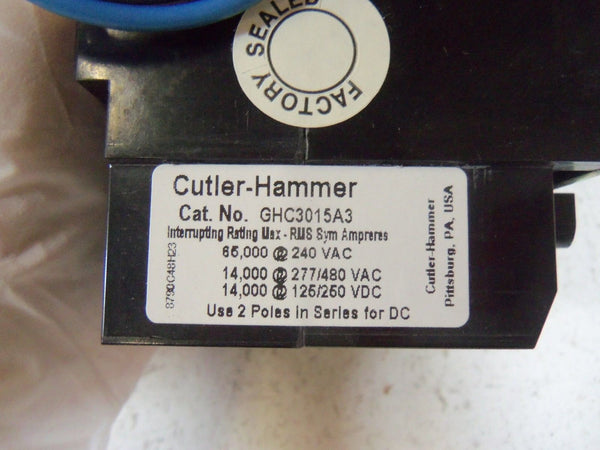 FACTORY SEALED
Cutler-Hammer
Cat. No. GHC3015A3
Interrupting Rating Max - RMS Sym Ampreres
65,000 @ 240 VAC
14,000 @ 277/480 VAC
14,000 @ 125/250 VDC
Use 2 Poles in Series for DC
8790C48H23
Cutler-Hammer
Pittsburg, PA, USA